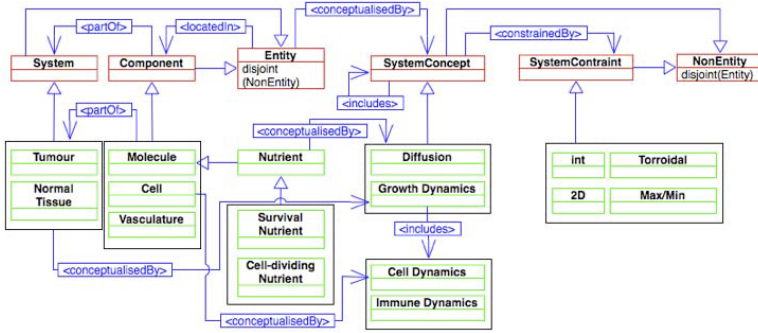 <conceptualisedBy>
<partOf>
<locatedIn>
<constrainedBy>
System
Component
Entity
disjoint
(NonEntity)
SystemConcept
SystemContraint
NonEntity
disjoint(Entity)
<includes>
<partOf>
<conceptualisedBy>
Tumour
Normal
Tissue
Molecule
Cell
Vasculature
Nutrient
Diffusion
Growth Dynamics
int
Torroidal
2D
Max/Min
Survival
Nutrient
Cell-dividing
Nutrient
<includes>
<conceptualisedBy>
Cell Dynamics
Immune Dynamics
<conceptualisedBy>